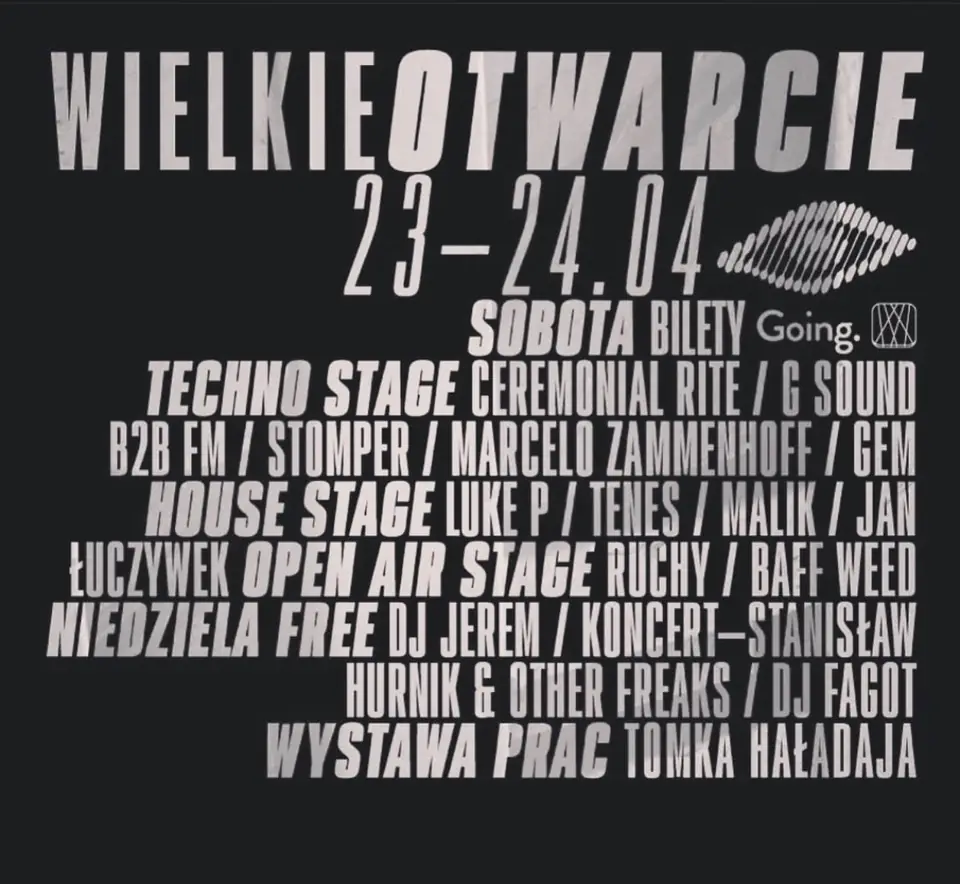 WIELKIEOTWARCIE
23–24.04
SOBOTA BILETY Going.
TECHNO STAGE CEREMONIAL RITE / G SOUND
B2B FM / STOMPER / MARCELO ZAMMENHOFF / GEM
HOUSE STAGE LUKE P / TENES / MALIK / JAN
ŁUCZYWEK OPEN AIR STAGE RUCHY / BAFF WEED
NIEDZIELA FREE DJ JEREM / KONCERT–STANISŁAW
HURNIK & OTHER FREAKS / DJ FAGOT
WYSTAWA PRAC TOMKA HAŁADAJA